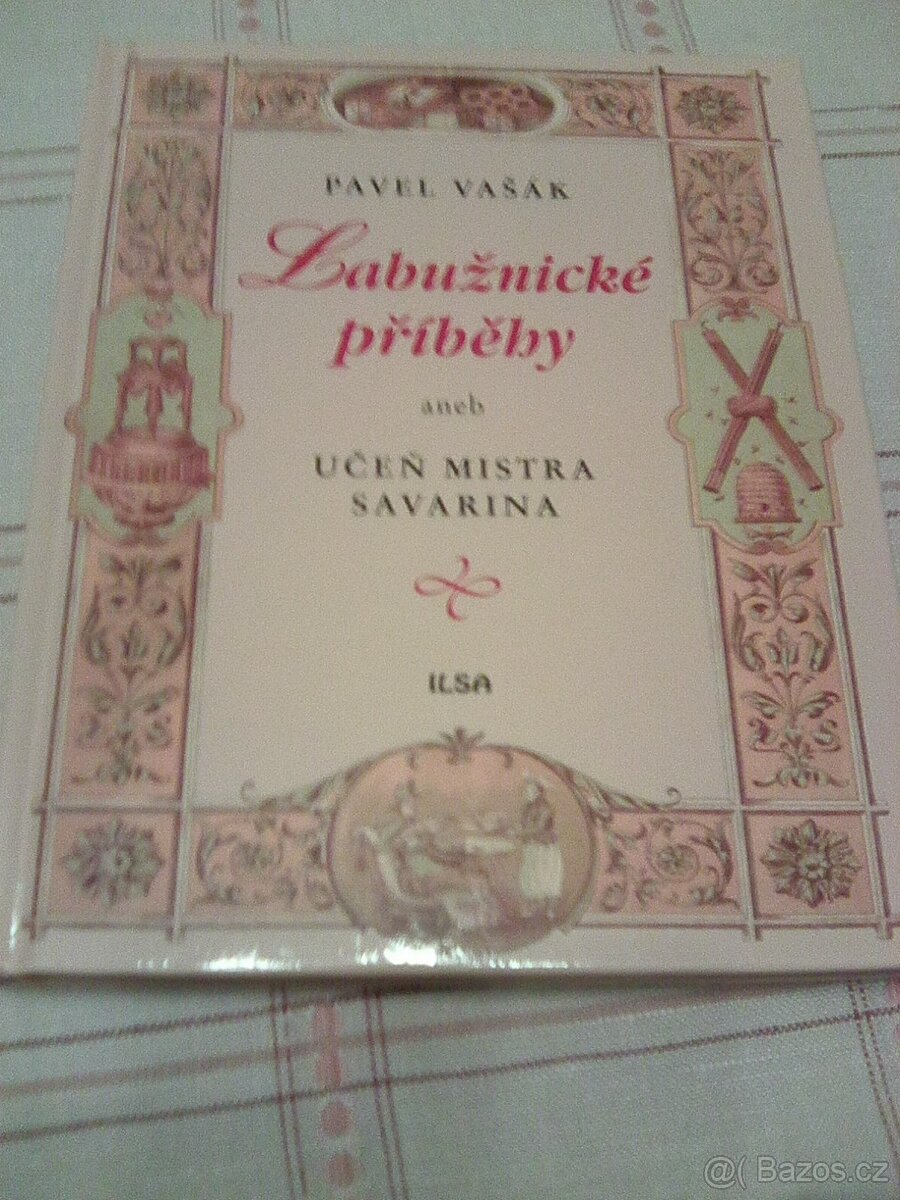 PAVEL VAŠÁK
Labužnické
příběhy
aneb
UČEŇ MISTRA
SAVARINA
ILSA
@( Bazos.cz